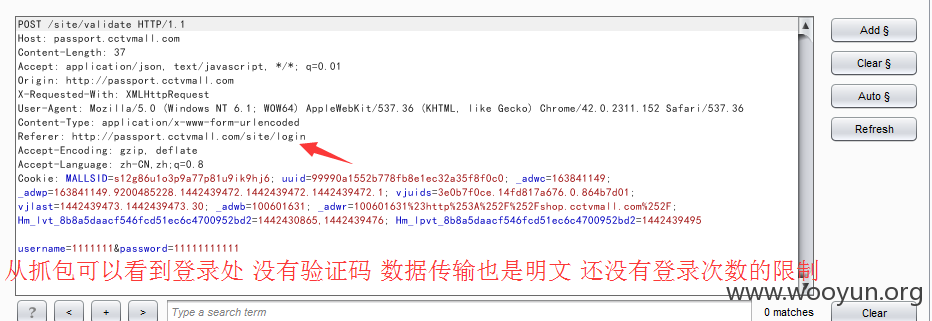 POST /site/validate HTTP/1.1
Host: passport.cctvmall.com
Content-Length: 37
Accept: application/json, text/javascript, */*; q=0.01
Origin: http://passport.cctvmall.com
X-Requested-With: XMLHttpRequest
User-Agent: Mozilla/5.0 (Windows NT 6.1; WOW64) AppleWebKit/537.36 (KHTML, like Gecko) Chrome/42.0.2311.152 Safari/537.36
Content-Type: application/x-www-form-urlencoded
Referer: http://passport.cctvmall.com/site/login
Accept-Encoding: gzip, deflate
Accept-Language: zh-CN,zh;q=0.8
Cookie: MALLSID=s12g86u1o3p9a77p81u9ik9hj6; uuid=99990a1552b778fb8e1ec32a35f8f0c0; _adwc=163841149;
_adwp=163841149.9200485228.1442439472.1442439472.1442439472.1; vjuids=3e0b7f0ce.14fd817a676.0.864b7d01;
vjlast=1442439473.1442439473.30; _adwb=100601631; _adwr=100601631%23http%253A%252F%252Fshop.cctvmall.com%252F;
Hm_lvt_8b8a5daacf546fcd51ec6c4700952bd2=1442430865,1442439476; Hm_lpvt_8b8a5daacf546fcd51ec6c4700952bd2=1442439495
username=1111111&password=11111111111
从抓包可以看到登录处 没有验证码 数据传输也是明文 还没有登录次数的限制
Add §
Clear §
Auto §
Refresh
www.wooyun.org
? < + > Type a search term 0 matches Clear